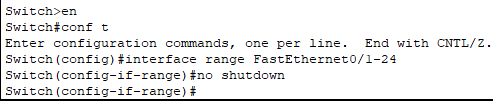 Switch>en
Switch#conf t
Enter configuration commands, one per line.  End with CNTL/Z.
Switch(config)#interface range FastEthernet0/1-24
Switch(config-if-range)#no shutdown
Switch(config-if-range)#